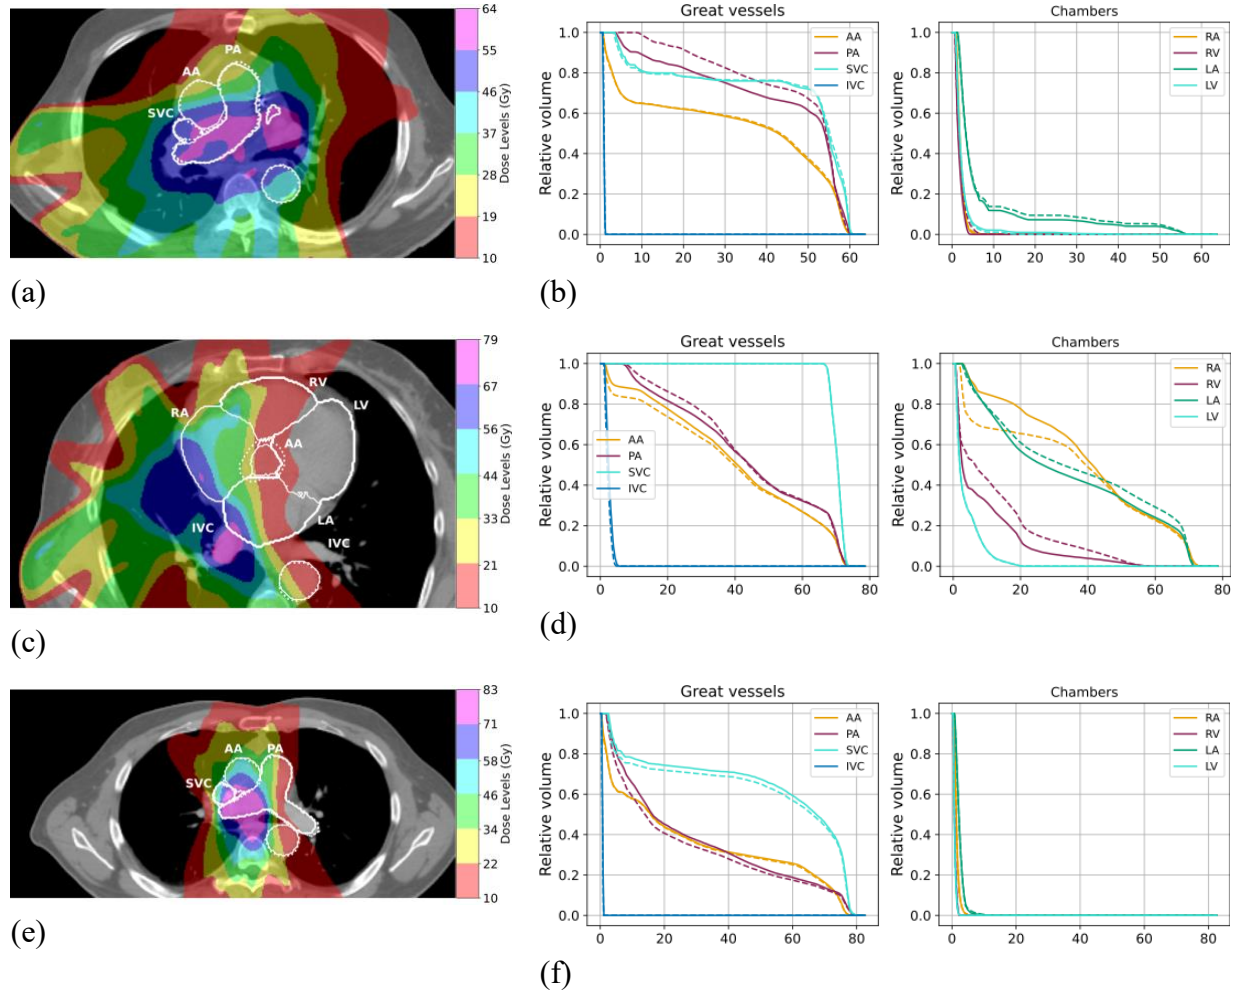 PA
AA
SVC
64
55
46
37
28
19
10
Dose Levels (Gy)
(a)
Great vessels
Relative volume
1.0
0.8
0.6
0.4
0.2
0.0
0 10 20 30 40 50 60
AA
PA
SVC
IVC
Chambers
Relative volume
1.0
0.8
0.6
0.4
0.2
0.0
0 10 20 30 40 50 60
RA
RV
LA
LV
(b)
RV
LV
RA
AA
LA
IVC
IVC
79
67
56
44
33
21
10
Dose Levels (Gy)
(c)
Great vessels
Relative volume
1.0
0.8
0.6
0.4
0.2
0.0
0 20 40 60 80
AA
PA
SVC
IVC
Chambers
Relative volume
1.0
0.8
0.6
0.4
0.2
0.0
0 20 40 60 80
RA
RV
LA
LV
(d)
AA
PA
SVC
83
71
58
46
34
22
10
Dose Levels (Gy)
(e)
Great vessels
Relative volume
1.0
0.8
0.6
0.4
0.2
0.0
0 20 40 60 80
AA
PA
SVC
IVC
Chambers
Relative volume
1.0
0.8
0.6
0.4
0.2
0.0
0 20 40 60 80
RA
RV
LA
LV
(f)